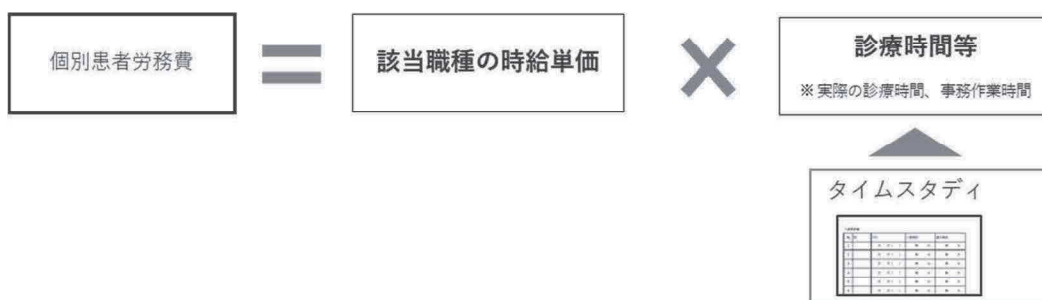 個別患者労務費
該当職種の時給単価
診療時間等
※ 実際の診療時間、事務作業時間
タイムスタディ